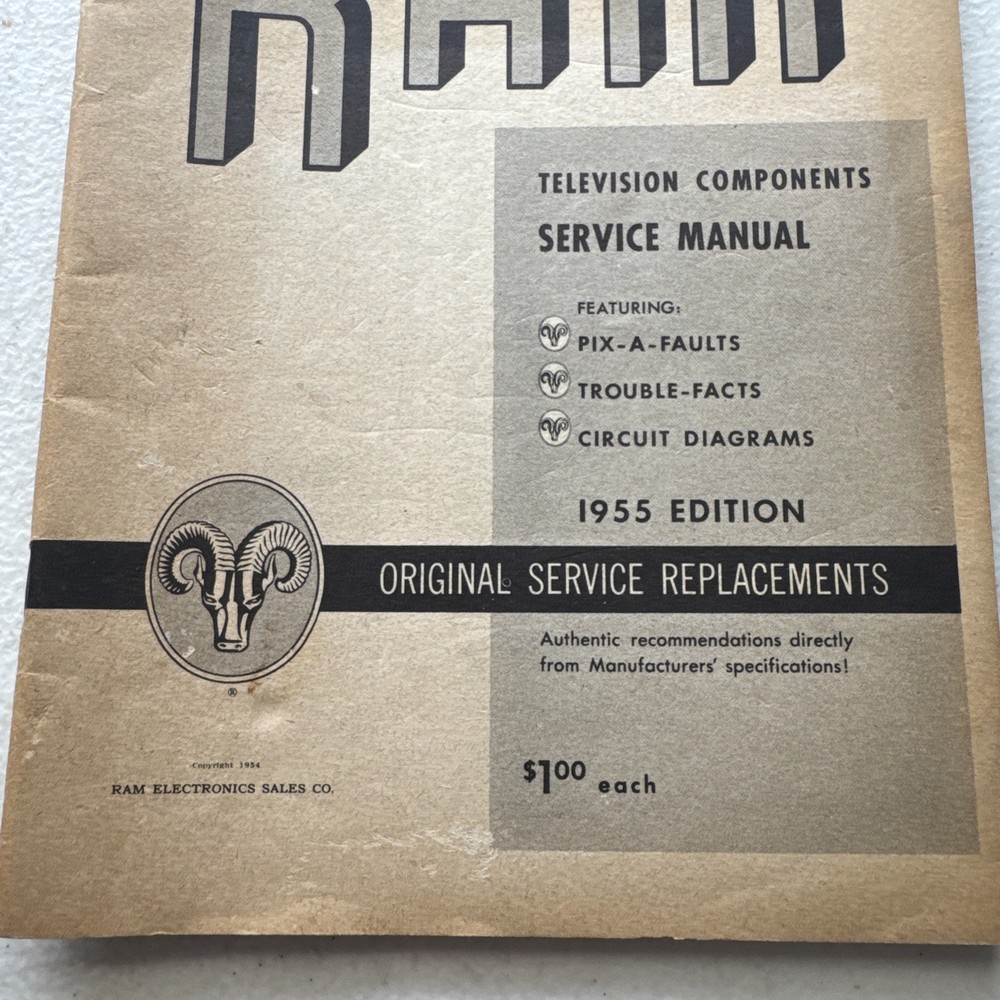 RAM
TELEVISION COMPONENTS
SERVICE MANUAL
FEATURING:
PIX-A-FAULTS
TROUBLE-FACTS
CIRCUIT DIAGRAMS
1955 EDITION
ORIGINAL SERVICE REPLACEMENTS
Authentic recommendations directly
from Manufacturers' specifications!
®
$1.00 each
Copyright 1954
RAM ELECTRONICS SALES CO.